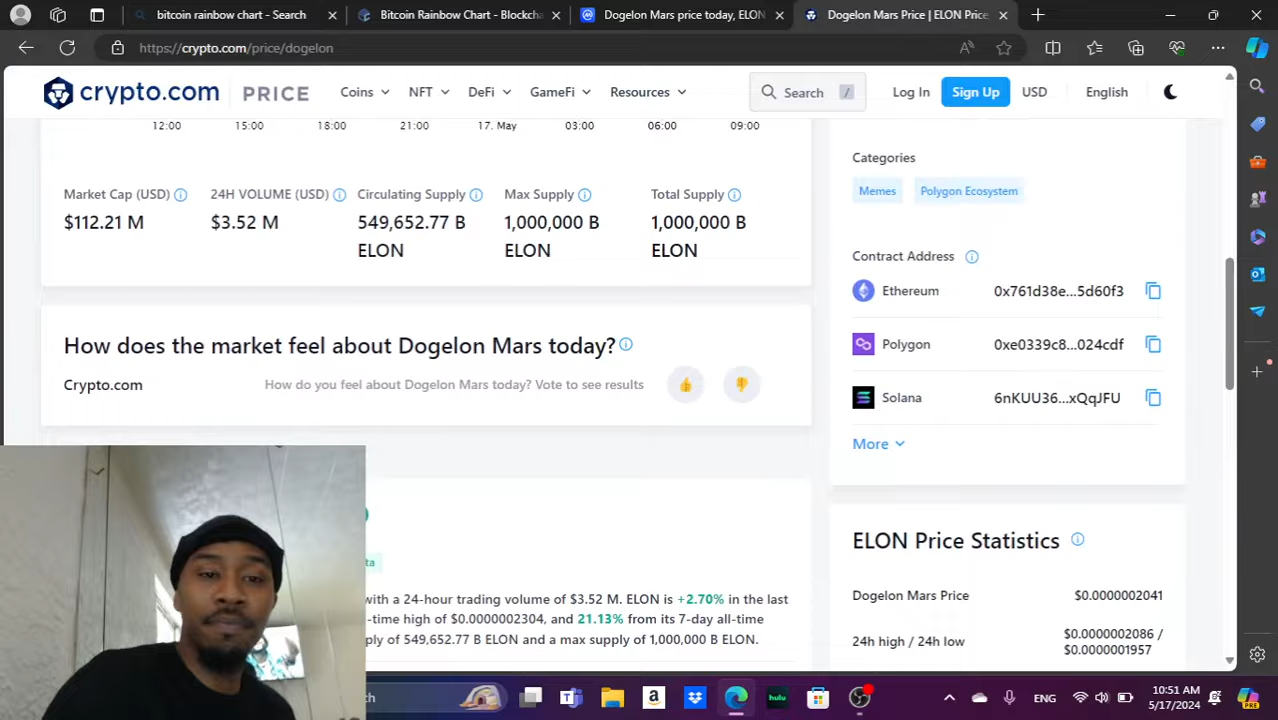 bitcoin rainbow chart - Search
Bitcoin Rainbow Chart - Blockcha
Dogelon Mars price today, ELON
Dogelon Mars Price | ELON Price,
https://crypto.com/price/dogelon
crypto.com PRICE
Coins NFT DeFi GameFi Resources Search / Log In Sign Up USD English
12:00 15:00 18:00 21:00 17. May 03:00 06:00 09:00
Market Cap (USD) 24H VOLUME (USD) Circulating Supply Max Supply Total Supply
$112.21 M $3.52 M 549,652.77 B 1,000,000 B 1,000,000 B
ELON ELON ELON
How does the market feel about Dogelon Mars today?
Crypto.com How do you feel about Dogelon Mars today? Vote to see results
ta
with a 24-hour trading volume of $3.52 M. ELON is +2.70% in the last
-time high of $0.0000002304, and 21.13% from its 7-day all-time
ply of 549,652.77 B ELON and a max supply of 1,000,000 B ELON.
Categories
Memes Polygon Ecosystem
Contract Address
Ethereum 0x761d38e...5d60f3
Polygon 0xe0339c8...024cdf
Solana 6nKUU36...xQqJFU
More
ELON Price Statistics
Dogelon Mars Price $0.0000002041
24h high / 24h low $0.0000002086 /
$0.0000001957
ch
hulu
ENG
10:51 AM
5/17/2024
PRE